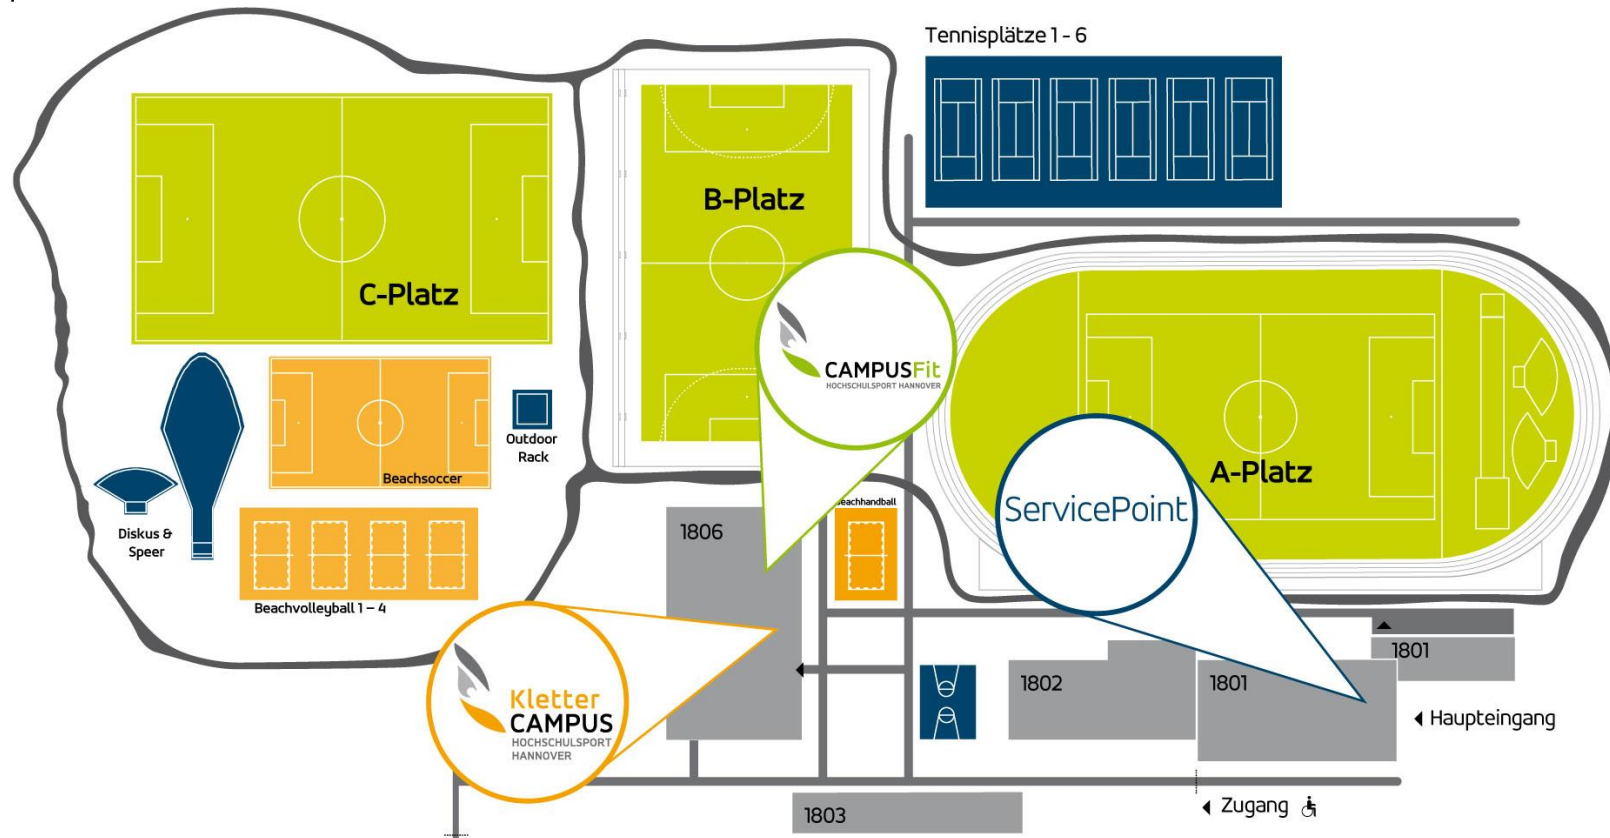 Tennisplätze 1 - 6
B-Platz
C-Platz
CAMPUSFit
HOCHSCHULSPORT HANNOVER
Outdoor
Rack
Beachsoccer
A-Platz
ServicePoint
Diskus &
Speer
eachhandball
1806
Beachvolleyball 1 – 4
1801
1802
1801
Kletter
CAMPUS
HOCHSCHULSPORT
HANNOVER
Haupteingang
1803
Zugang